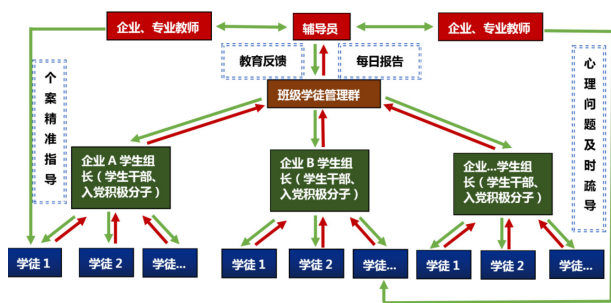 企业、专业教师
辅导员
企业、专业教师
教育反馈
每日报告
个案精准指导
心理问题及时疏导
班级学徒管理群
企业 A 学生组
长（学生干部、
入党积极分子）
企业 B 学生组
长（学生干部、
入党积极分子）
企业...学生组
长（学生干部、
入党积极分子）
学徒 1
学徒 2
学徒...
学徒 1
学徒 2
学徒...
学徒 1
学徒 2
学徒...